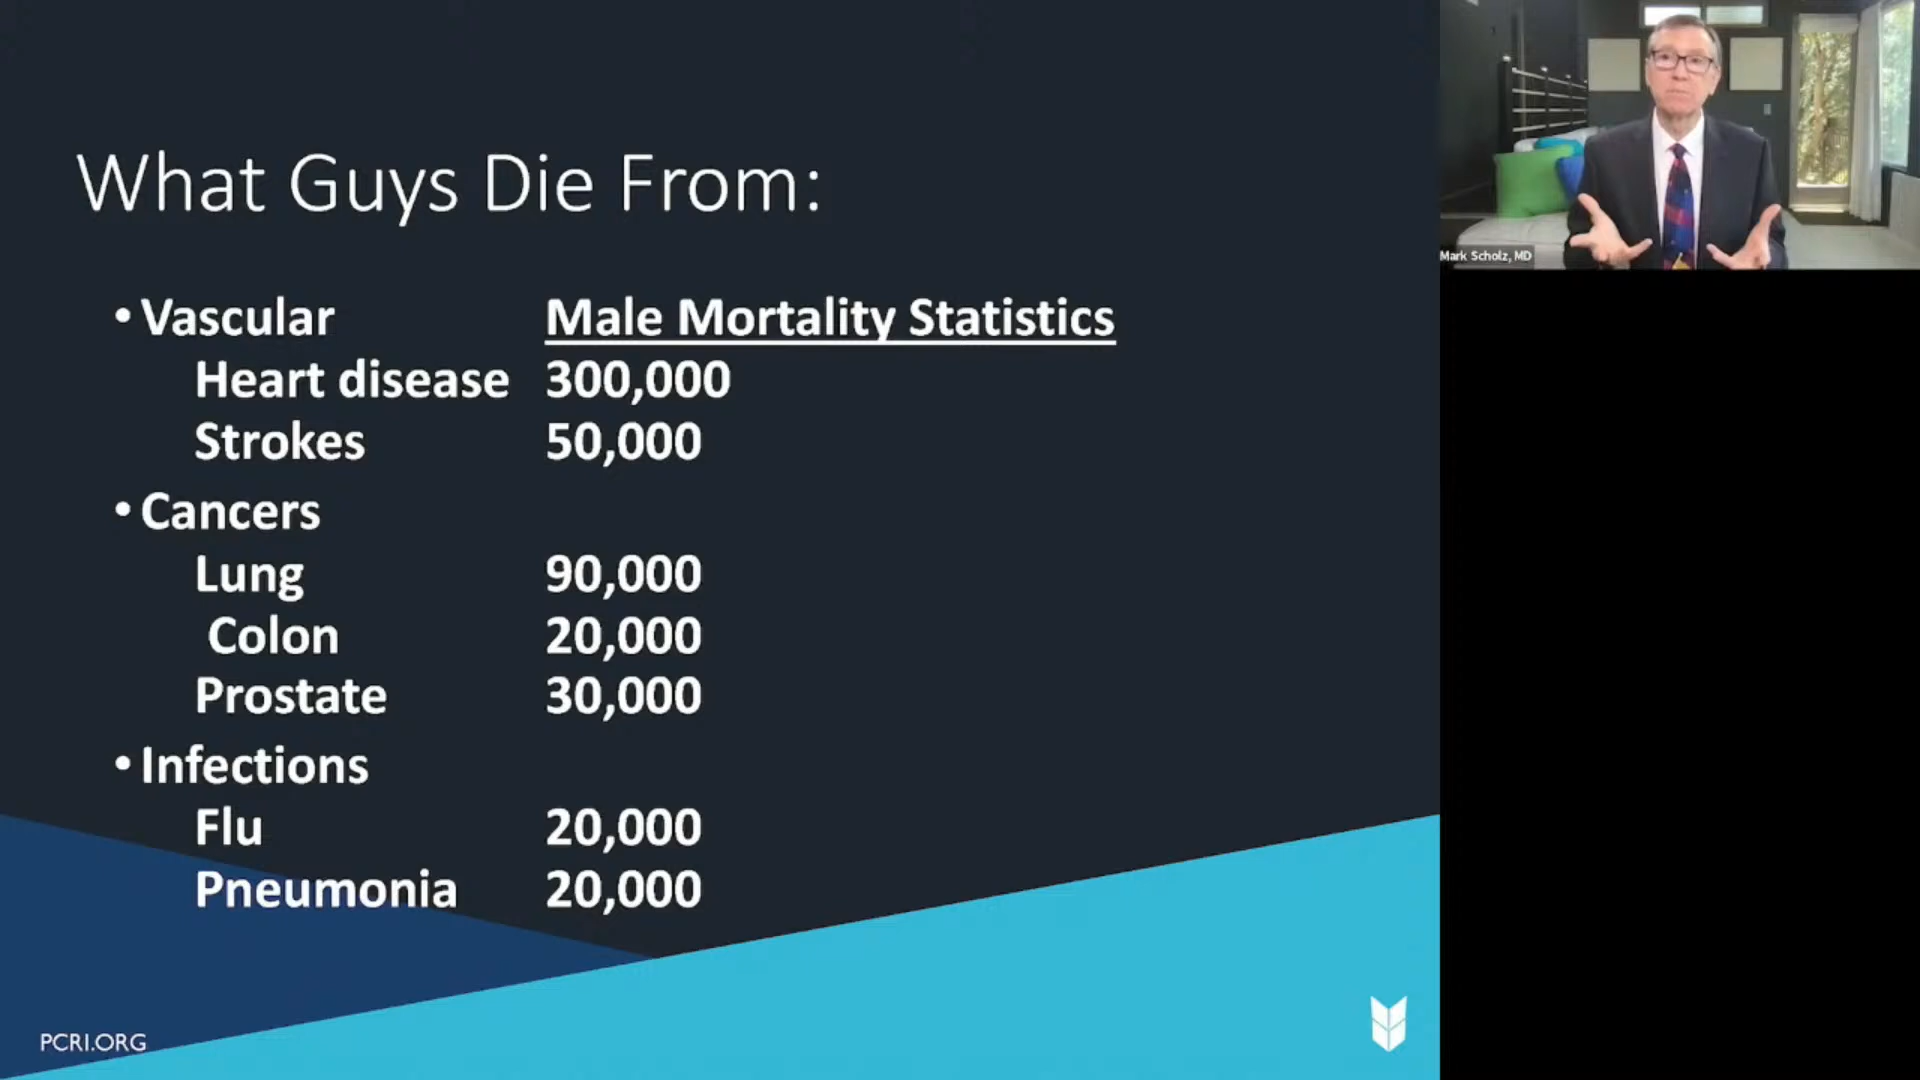 What Guys Die From:
• Vascular Male Mortality Statistics
Heart disease 300,000
Strokes 50,000
• Cancers
Lung 90,000
Colon 20,000
Prostate 30,000
• Infections
Flu 20,000
Pneumonia 20,000
PCRI.ORG
Mark Scholz, MD